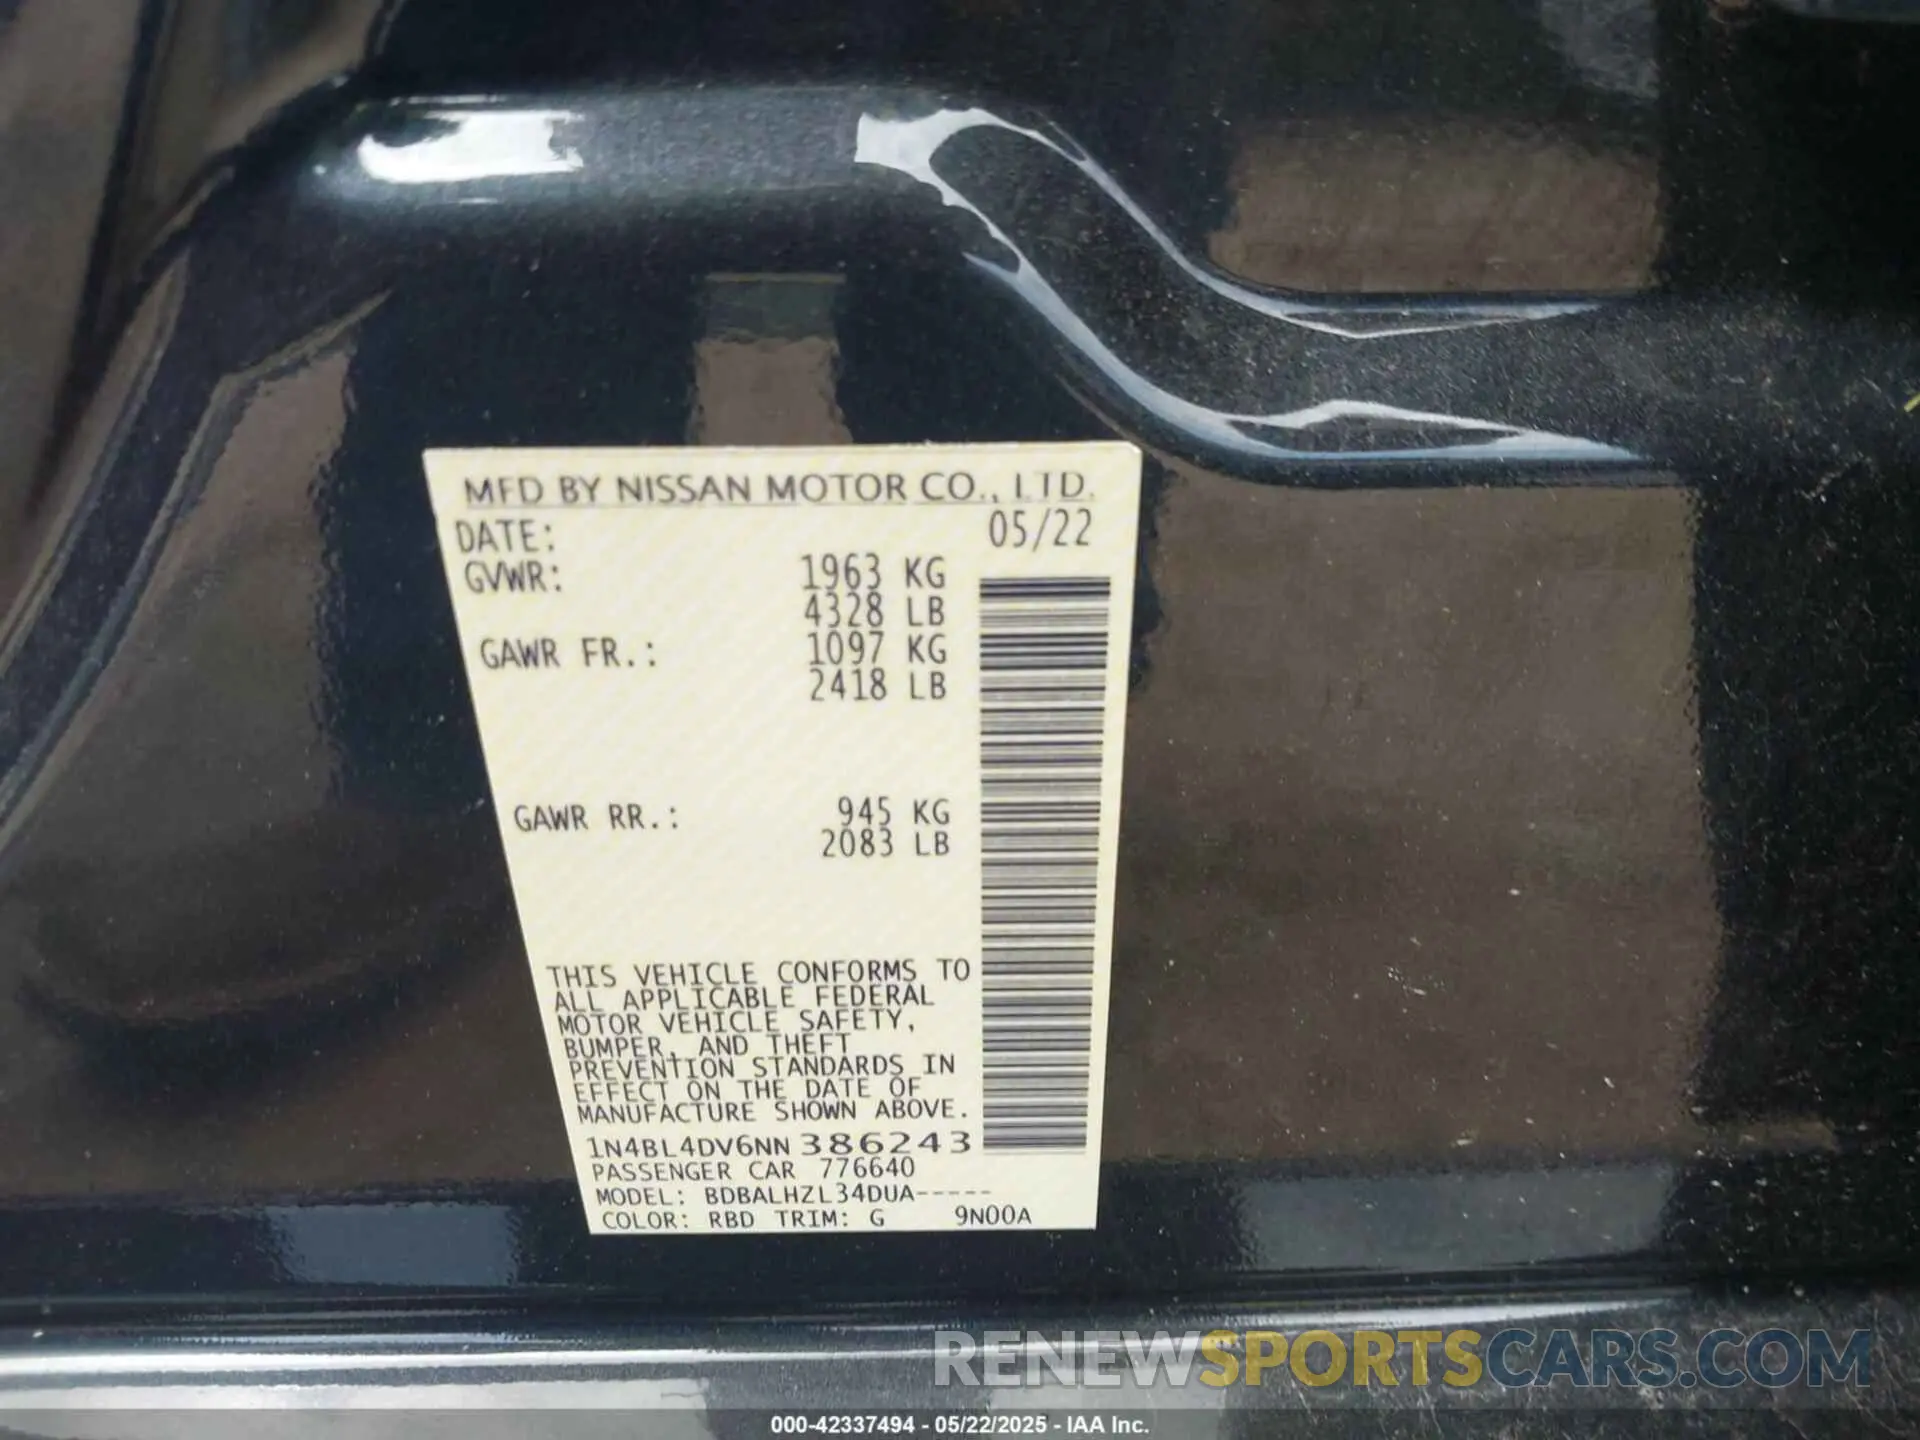 MFD BY NISSAN MOTOR CO., LTD.
DATE: 05/22
GVWR: 1963 KG
4328 LB
GAWR FR.: 1097 KG
2418 LB
GAWR RR.: 945 KG
2083 LB
THIS VEHICLE CONFORMS TO
ALL APPLICABLE FEDERAL
MOTOR VEHICLE SAFETY,
BUMPER, AND THEFT
PREVENTION STANDARDS IN
EFFECT ON THE DATE OF
MANUFACTURE SHOWN ABOVE.
1N4BL4DV6NN386243
PASSENGER CAR 776640
MODEL: BDBALHZL34DUA-----
COLOR: RBD TRIM: G 9N00A
RENEWSPORTSCARS.COM
000-42337494 - 05/22/2025 - IAA Inc.